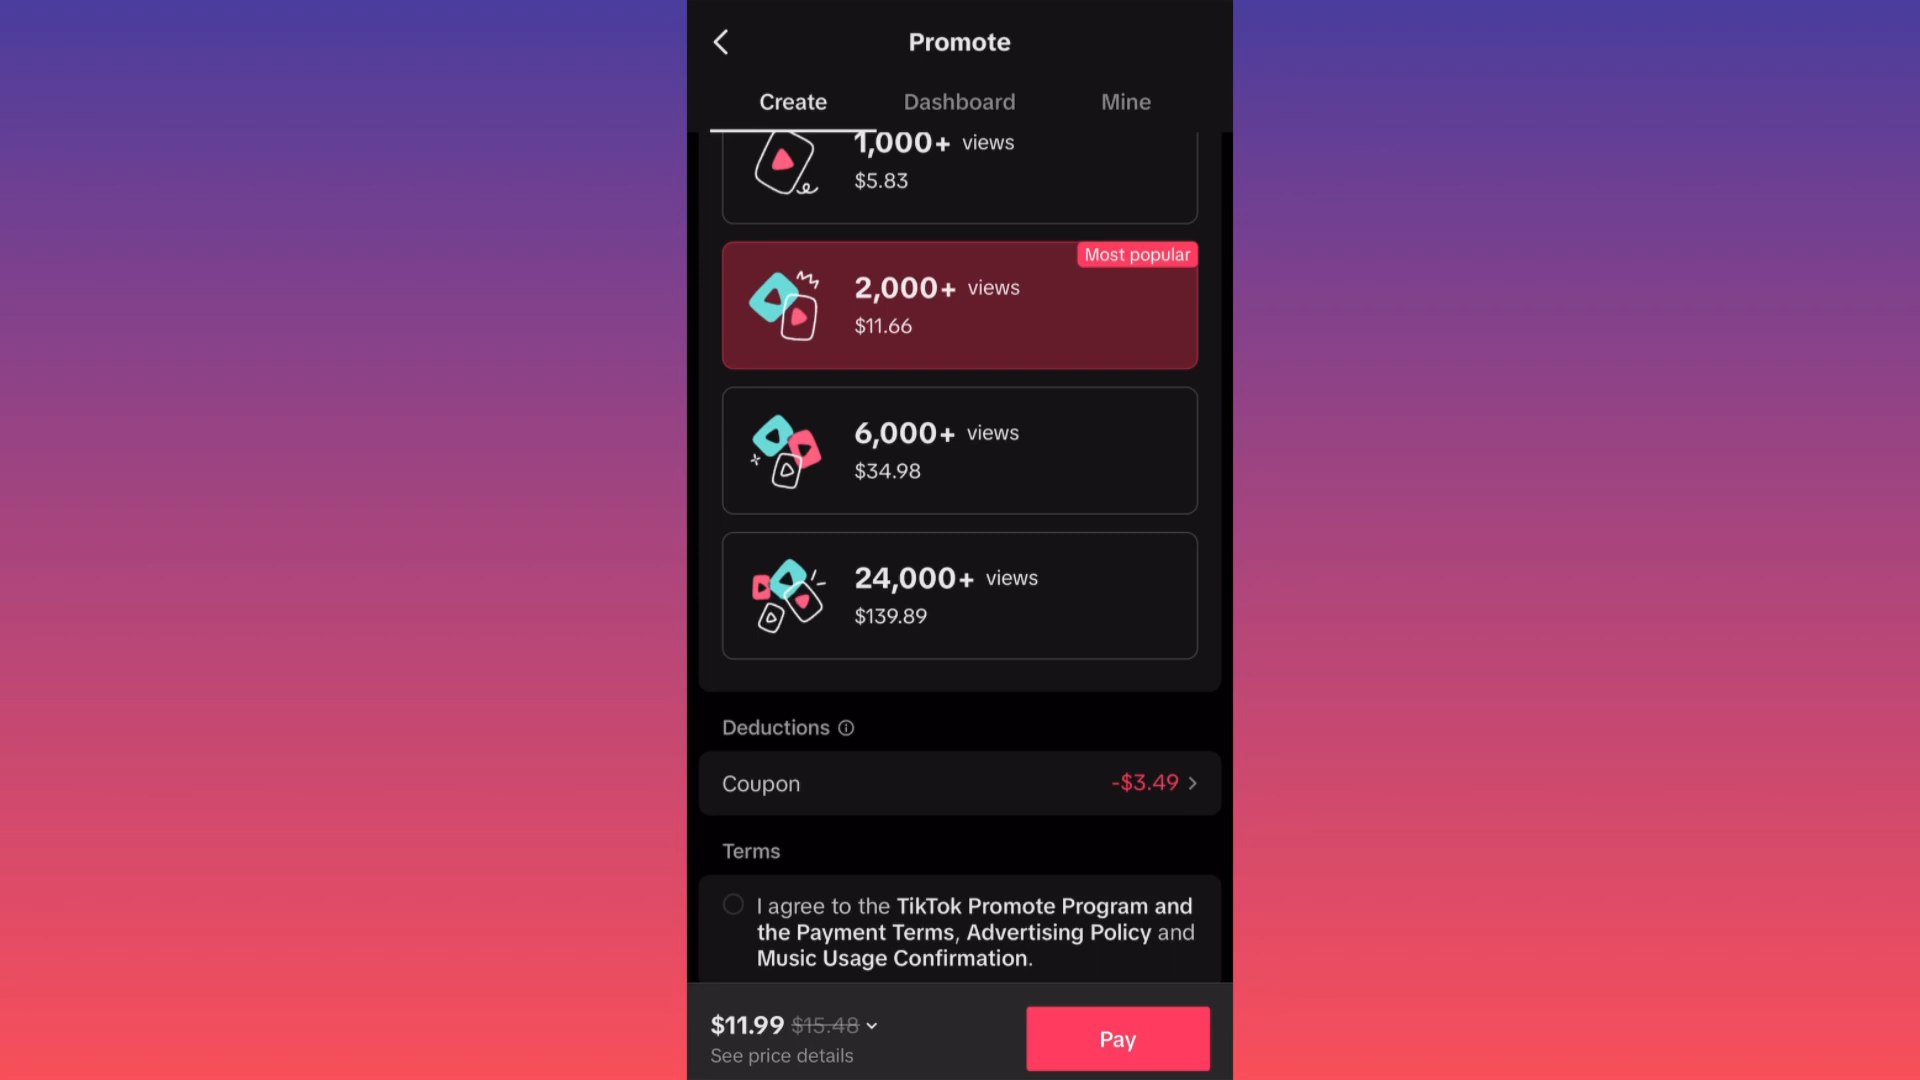 Promote
Create Dashboard Mine
1,000+ views
$5.83
Most popular
2,000+ views
$11.66
6,000+ views
$34.98
24,000+ views
$139.89
Deductions
Coupon -$3.49
Terms
I agree to the TikTok Promote Program and
the Payment Terms, Advertising Policy and
Music Usage Confirmation.
$11.99 $15.48
See price details
Pay